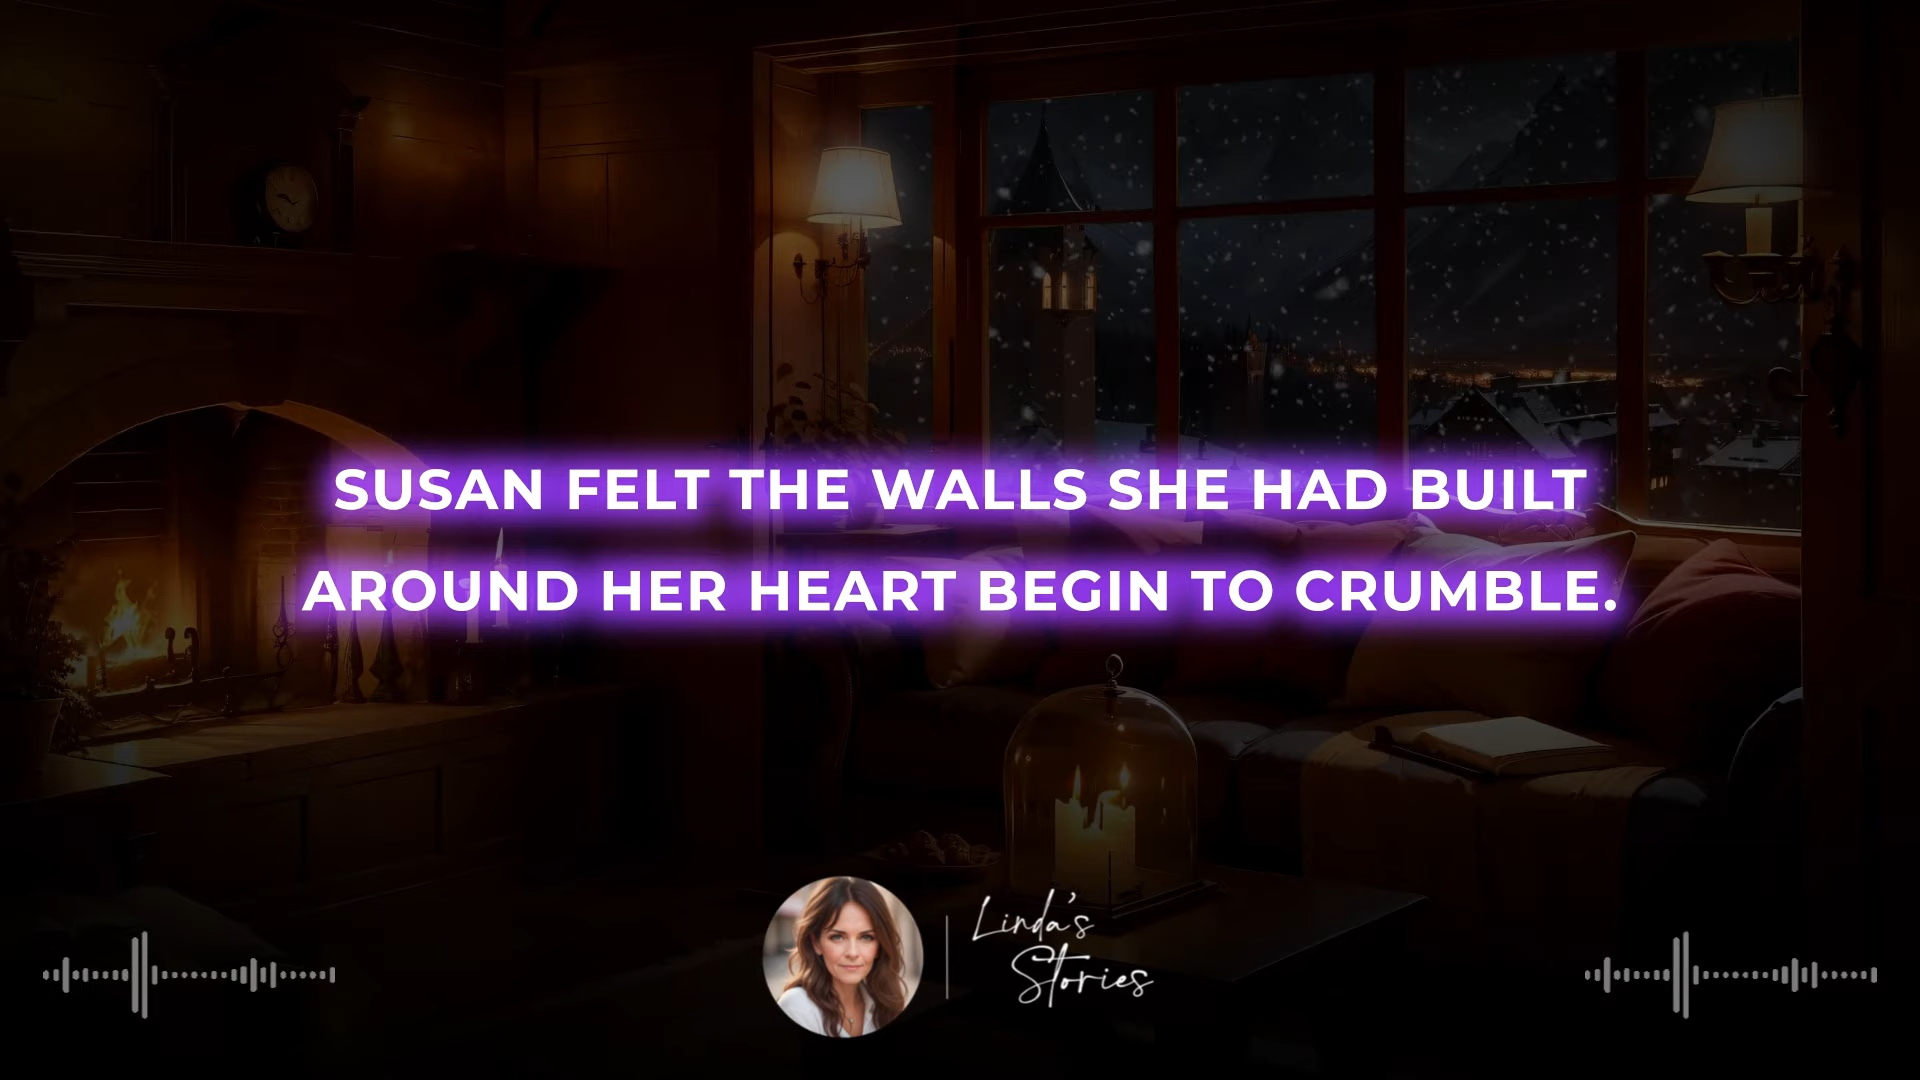 SUSAN FELT THE WALLS SHE HAD BUILT
AROUND HER HEART BEGIN TO CRUMBLE.
Linda's
Stories